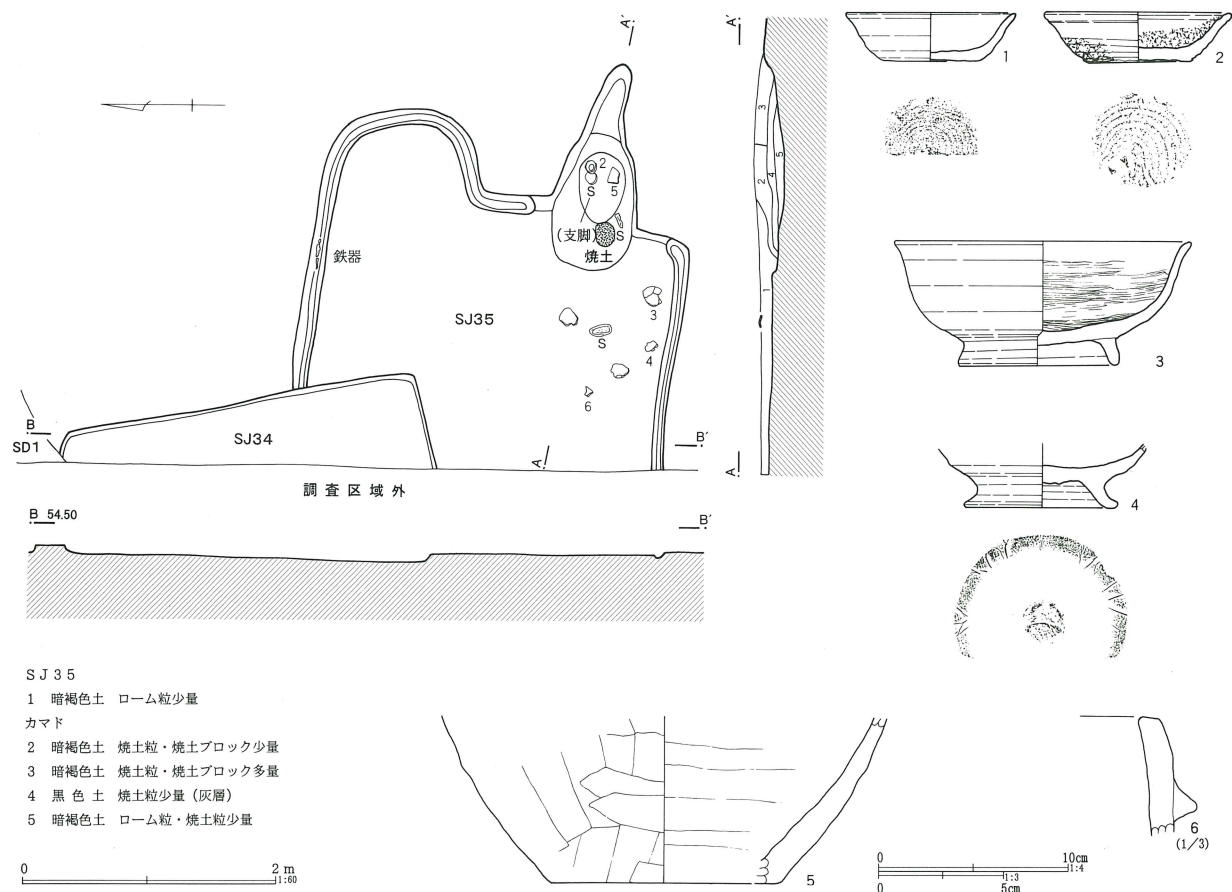 A'
A'
1
2
3
2
4
5
1
2
S
5
(支脚)
S
焼土
鉄器
SJ35
3
S
4
6
3
B
SD1
SJ34
A
B'
A
調査区域外
4
B 54.50
B'
SJ35
1 暗褐色土 ローム粒少量
カマド
2 暗褐色土 焼土粒・焼土ブロック少量
3 暗褐色土 焼土粒・焼土ブロック多量
4 黒色土 焼土粒少量(灰層)
5 暗褐色土 ローム粒・焼土粒少量
0 2m
1:60
5
6
(1/3)
0 10cm
1:4
1:3
0 5cm